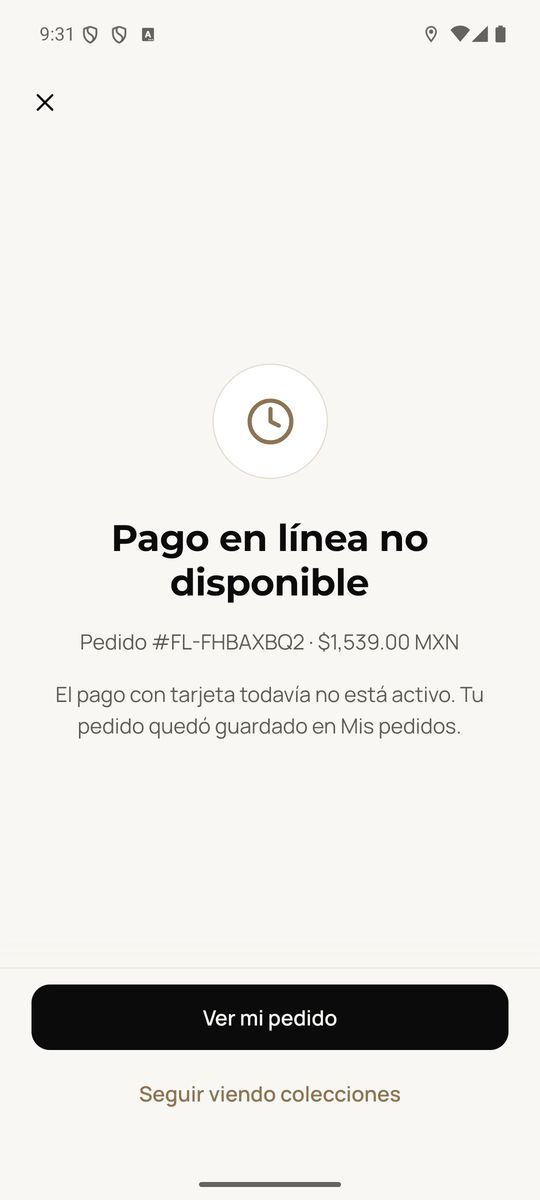 9:31
Pago en línea no
disponible
Pedido #FL-FHBAXBQ2 · $1,539.00 MXN
El pago con tarjeta todavía no está activo. Tu
pedido quedó guardado en Mis pedidos.
Ver mi pedido
Seguir viendo colecciones